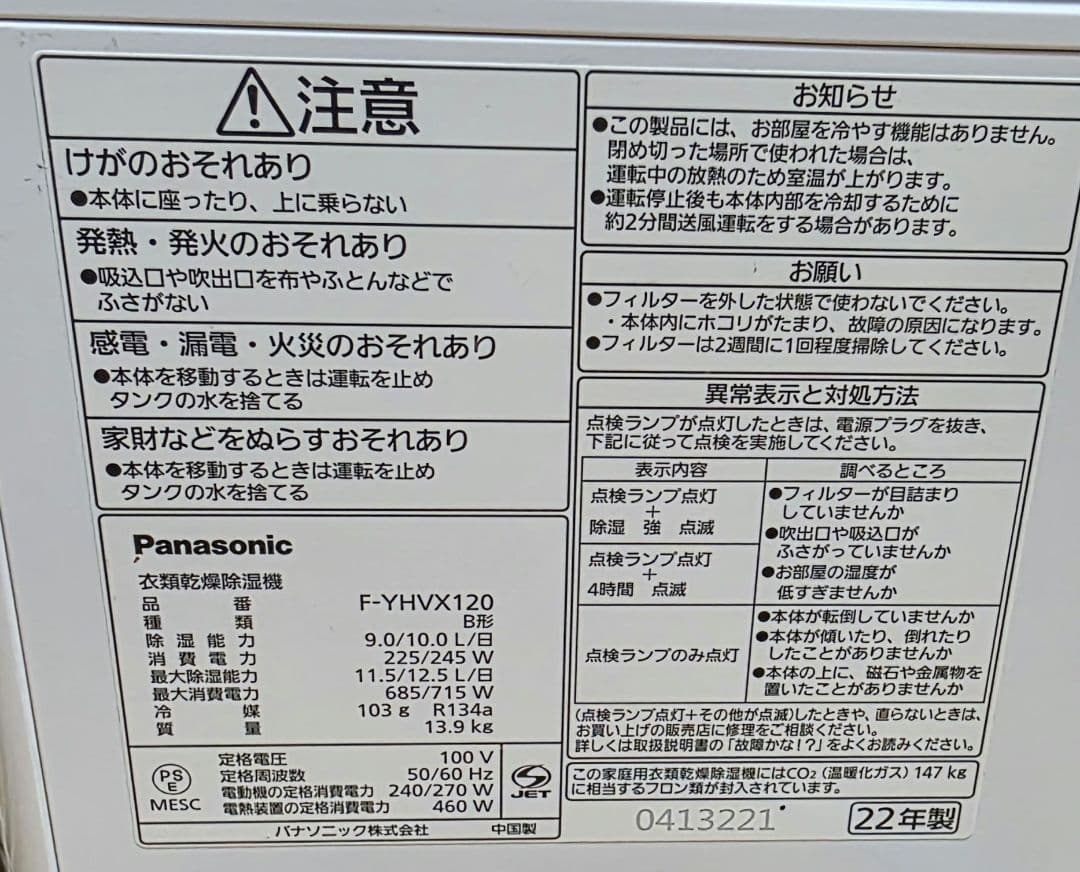 注意
けがのおそれあり
●本体に座ったり、上に乗らない
発熱・発火のおそれあり
●吸込口や吹出口を布やふとんなどで
ふさがない
感電・漏電・火災のおそれあり
●本体を移動するときは運転を止め
タンクの水を捨てる
家財などをぬらすおそれあり
●本体を移動するときは運転を止め
タンクの水を捨てる
Panasonic
衣類乾燥除湿機
品番 F-YHVX120
種類 B形
除湿能力 9.0/10.0 L/日
消費電力 225/245 W
最大除湿能力 11.5/12.5 L/日
最大消費電力 685/715 W
冷媒 103 g R134a
質量 13.9 kg
PS
E
MESC
定格電圧 100 V
定格周波数 50/60 Hz
電動機の定格消費電力 240/270 W
電熱装置の定格消費電力 460 W
JET
パナソニック株式会社 中国製
お知らせ
●この製品には、お部屋を冷やす機能はありません。
閉め切った場所で使われた場合は、
運転中の放熱のため室温が上がります。
●運転停止後も本体内部を冷却するために
約2分間送風運転をする場合があります。
お願い
●フィルターを外した状態で使わないでください。
・本体内にホコリがたまり、故障の原因になります。
●フィルターは2週間に1回程度掃除してください。
異常表示と対処方法
点検ランプが点灯したときは、電源プラグを抜き、
下記に従って点検を実施してください。
表示内容 調べるところ
点検ランプ点灯
+
除湿 強 点滅
点検ランプ点灯
+
4時間 点滅
●フィルターが目詰まり
していませんか
●吹出口や吸込口が
ふさがっていませんか
●お部屋の湿度が
低すぎませんか
点検ランプのみ点灯
●本体が転倒していませんか
●本体が傾いたり、倒れたり
したことがありませんか
●本体の上に、磁石や金属物を
置いたことがありませんか
(点検ランプ点灯+その他が点滅)したときや、直らないときは、
お買い上げの販売店に修理をご相談ください。
詳しくは取扱説明書の「故障かな!?」をよくお読みください。
この家庭用衣類乾燥除湿機にはCO₂(温暖化ガス)147 kg
に相当するフロン類が封入されています。
0413221
22年製